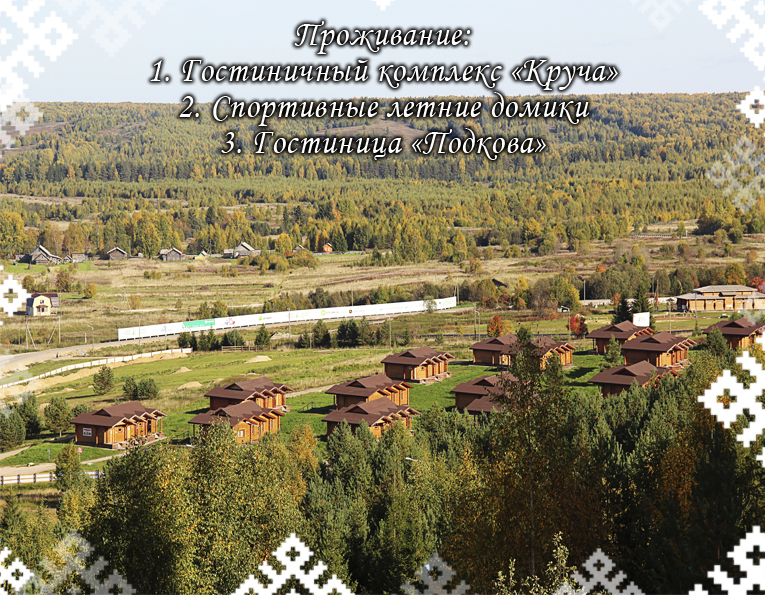 Проживание:
1. Гостиничный комплекс «Круча»
2. Спортивные летние домики
3. Гостиница «Подкова»